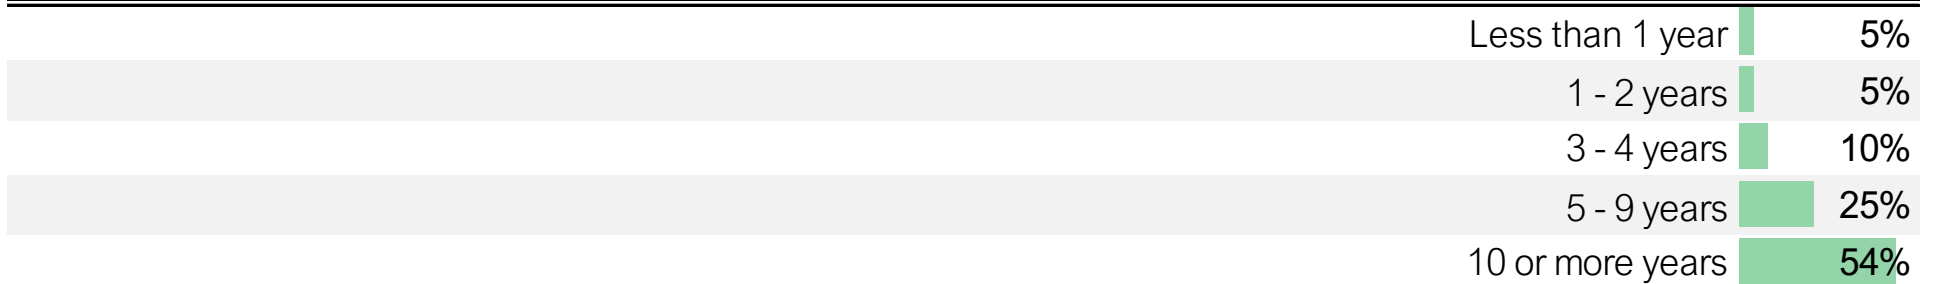 Less than 1 year 5%
1 - 2 years 5%
3 - 4 years 10%
5 - 9 years 25%
10 or more years 54%